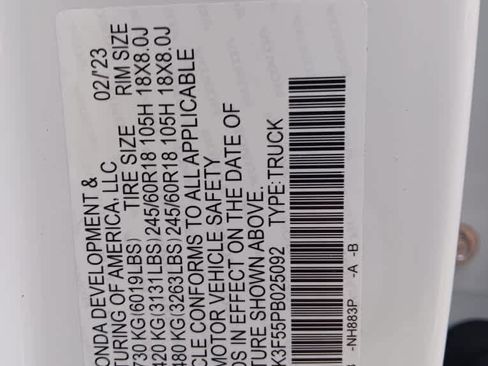 ONDA DEVELOPMENT & 02/'23
TURING OF AMERICA, LLC TIRE SIZE RIM SIZE
730 KG(6019LBS)
420 KG(3131LBS)245/60R18 105H 18X8.0J
480 KG(3263LBS)245/60R18 105H 18X8.0J
CLE CONFORMS TO ALL APPLICABLE
MOTOR VEHICLE SAFETY
DS IN EFFECT ON THE DATE OF
TURE SHOWN ABOVE.
K3F55PB025092 TYPE:TRUCK
-NH883P -A -B